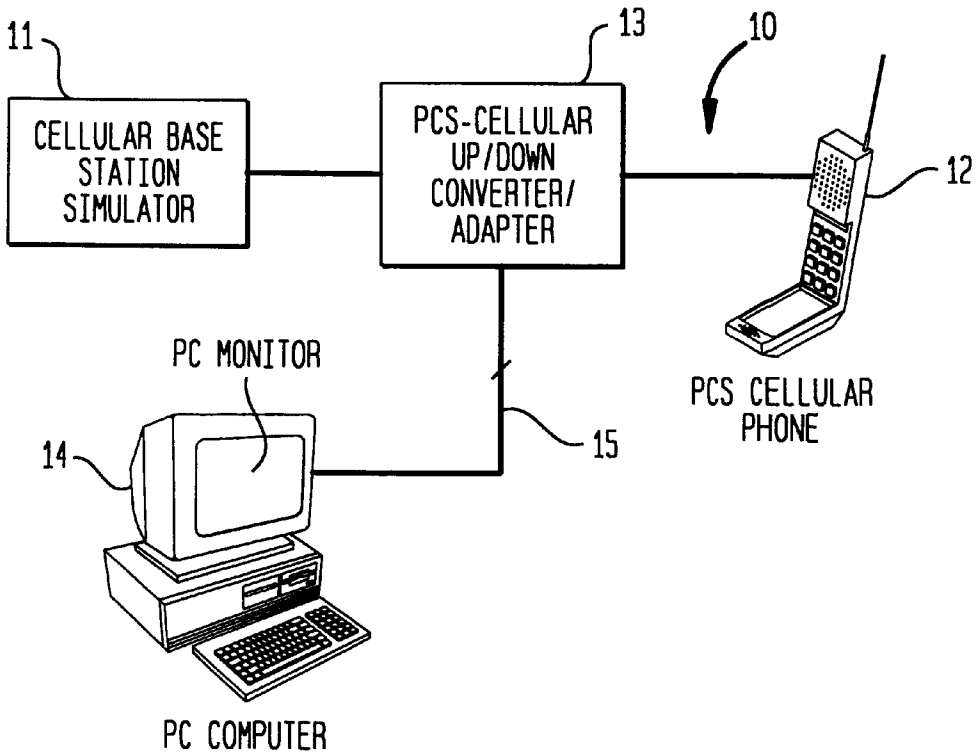 11
13
10
CELLULAR BASE
STATION
SIMULATOR
PCS-CELLULAR
UP/DOWN
CONVERTER/
ADAPTER
12
PC MONITOR
PCS CELLULAR
PHONE
14
15
PC COMPUTER